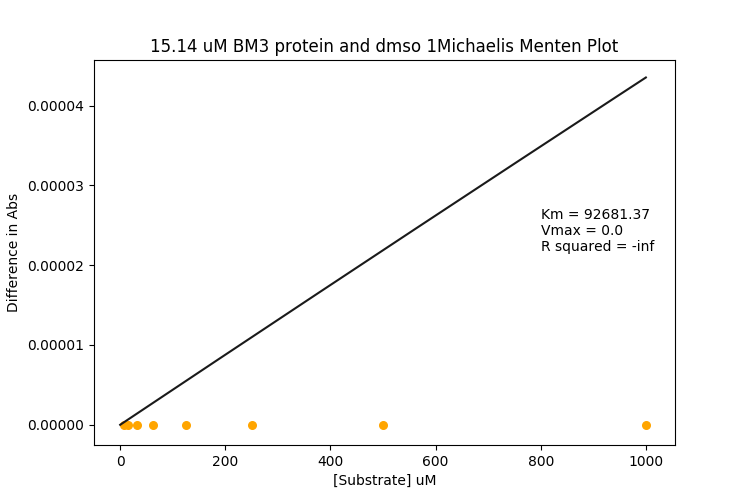 15.14 uM BM3 protein and dmso 1Michaelis Menten Plot
0.00004
0.00003
0.00002
0.00001
0.00000
Difference in Abs
Km = 92681.37
Vmax = 0.0
R squared = -inf
0 200 400 600 800 1000
[Substrate] uM